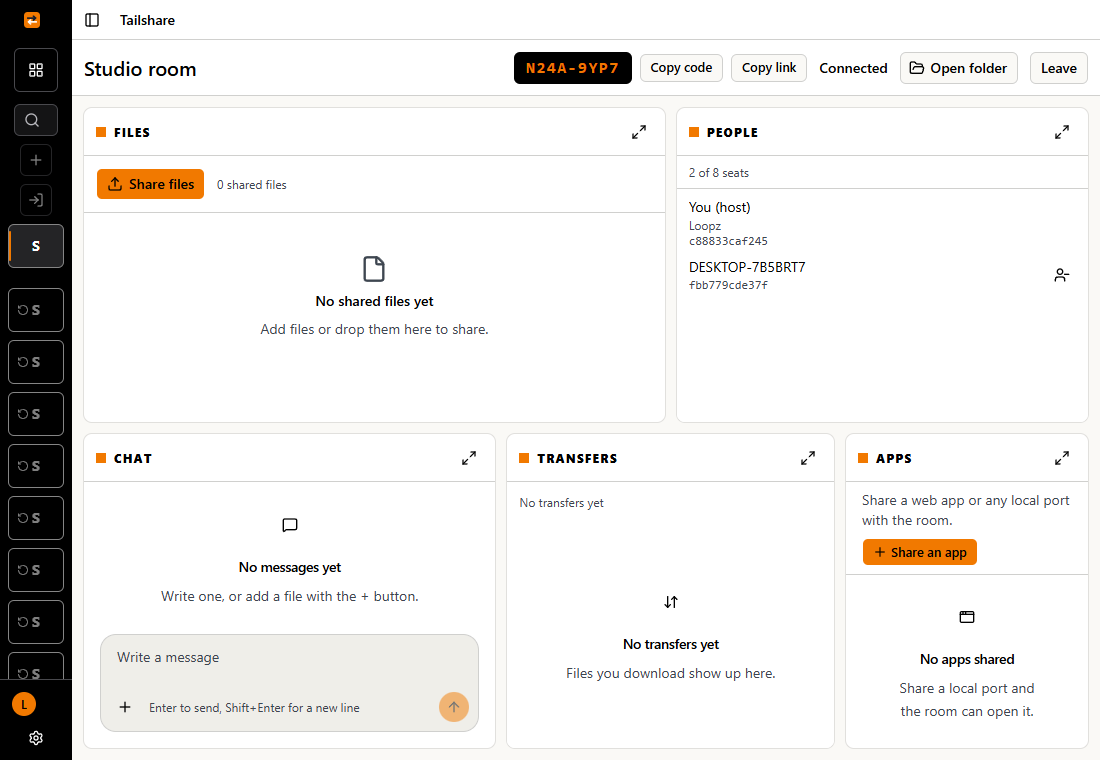 Tailshare
Studio room
N24A-9YP7
Copy code
Copy link
Connected
Open folder
Leave
S
S
S
S
S
S
S
S
S
L
FILES
Share files
0 shared files
No shared files yet
Add files or drop them here to share.
PEOPLE
2 of 8 seats
You (host)
Loopz
c88833caf245
DESKTOP-7B5BRT7
fbb779cde37f
CHAT
No messages yet
Write one, or add a file with the + button.
Write a message
Enter to send, Shift+Enter for a new line
TRANSFERS
No transfers yet
No transfers yet
Files you download show up here.
APPS
Share a web app or any local port
with the room.
Share an app
No apps shared
Share a local port and
the room can open it.